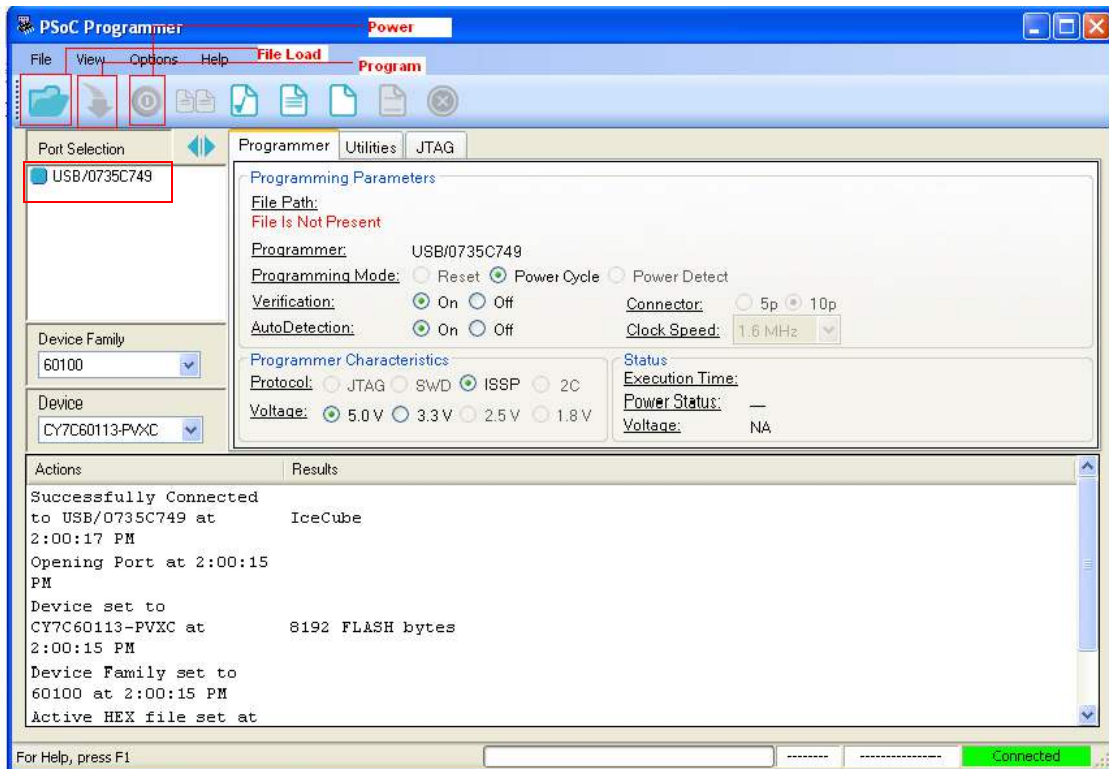 PSoC Programmer
Power
File View Options Help
File Load
Program
Port Selection
USB/0735C749
Programmer Utilities JTAG
Programming Parameters
File Path:
File Is Not Present
Programmer: USB/0735C749
Programming Mode: Reset Power Cycle Power Detect
Verification: On Off Connector: 5p 10p
AutoDetection: On Off Clock Speed: 1.6 MHz
Device Family
60100
Device
CY7C60113-PVXC
Programmer Characteristics
Protocol: JTAG SWD ISSP 2C
Voltage: 5.0 V 3.3 V 2.5 V 1.8 V
Status
Execution Time:
Power Status: __
Voltage: NA
Actions Results
Successfully Connected
to USB/0735C749 at IceCube
2:00:17 PM
Opening Port at 2:00:15
PM
Device set to
CY7C60113-PVXC at 8192 FLASH bytes
2:00:15 PM
Device Family set to
60100 at 2:00:15 PM
Active HEX file set at
For Help, press F1 -------- ---------------- Connected